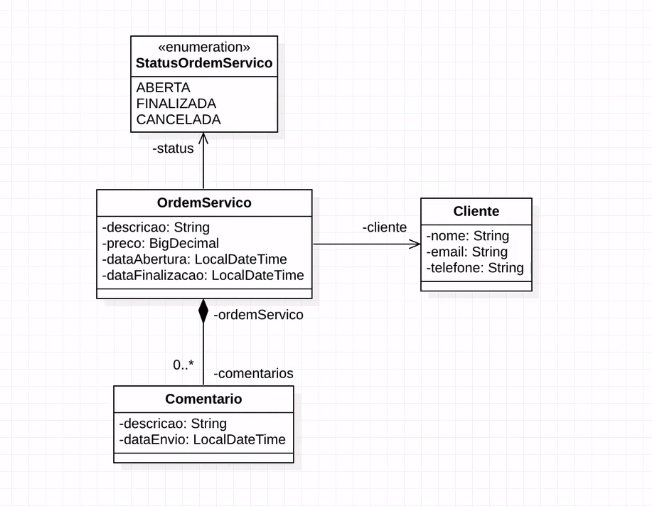 «enumeration»
StatusOrdemServico
ABERTA
FINALIZADA
CANCELADA
-status
OrdemServico
-descricao: String
-preco: BigDecimal
-dataAbertura: LocalDateTime
-dataFinalizacao: LocalDateTime
-cliente
Cliente
-nome: String
-email: String
-telefone: String
-ordemServico
0..*
-comentarios
Comentario
-descricao: String
-dataEnvio: LocalDateTime